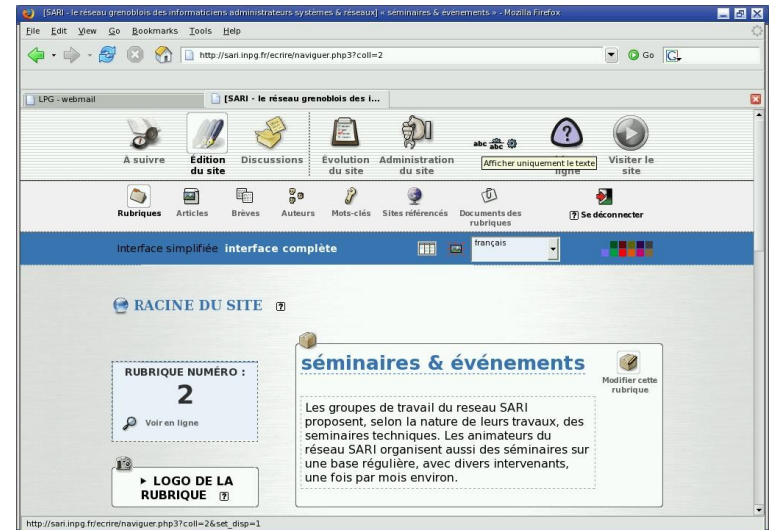 [SARI - le réseau grenoblois des informaticiens administrateurs systèmes & réseaux] « séminaires & événements » - Mozilla Firefox
File Edit View Go Bookmarks Tools Help
http://sari.inpg.fr/ecrire/naviguer.php3?coll=2 Go G
LPG - webmail [SARI - le réseau grenoblois des i...
abc abc abc
À suivre Édition du site Discussions Évolution du site Administration du site ligne Visiter le site
Afficher uniquement le texte
Rubriques Articles Brèves Auteurs Mots-clés Sites référencés Documents des rubriques ? Se déconnecter
Interface simplifiée interface complète français
RACINE DU SITE ?
RUBRIQUE NUMÉRO :
2
Voir en ligne
LOGO DE LA
RUBRIQUE ?
séminaires & événements
Modifier cette
rubrique
Les groupes de travail du reseau SARI
proposent, selon la nature de leurs travaux, des
seminaires techniques. Les animateurs du
réseau SARI organisent aussi des séminaires sur
une base régulière, avec divers intervenants,
une fois par mois environ.
http://sari.inpg.fr/ecrire/naviguer.php3?coll=2&set_disp=1